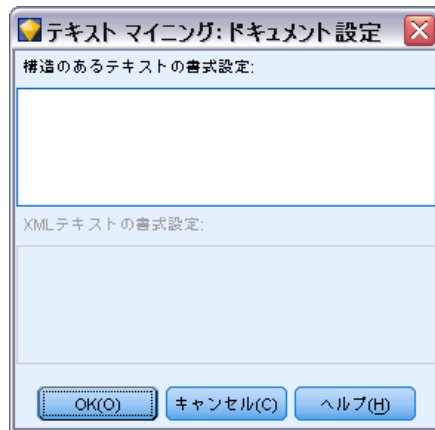 テキスト マイニング: ドキュメント設定
構造のあるテキストの書式設定:
XMLテキストの書式設定:
OK(O)
キャンセル(C)
ヘルプ(H)